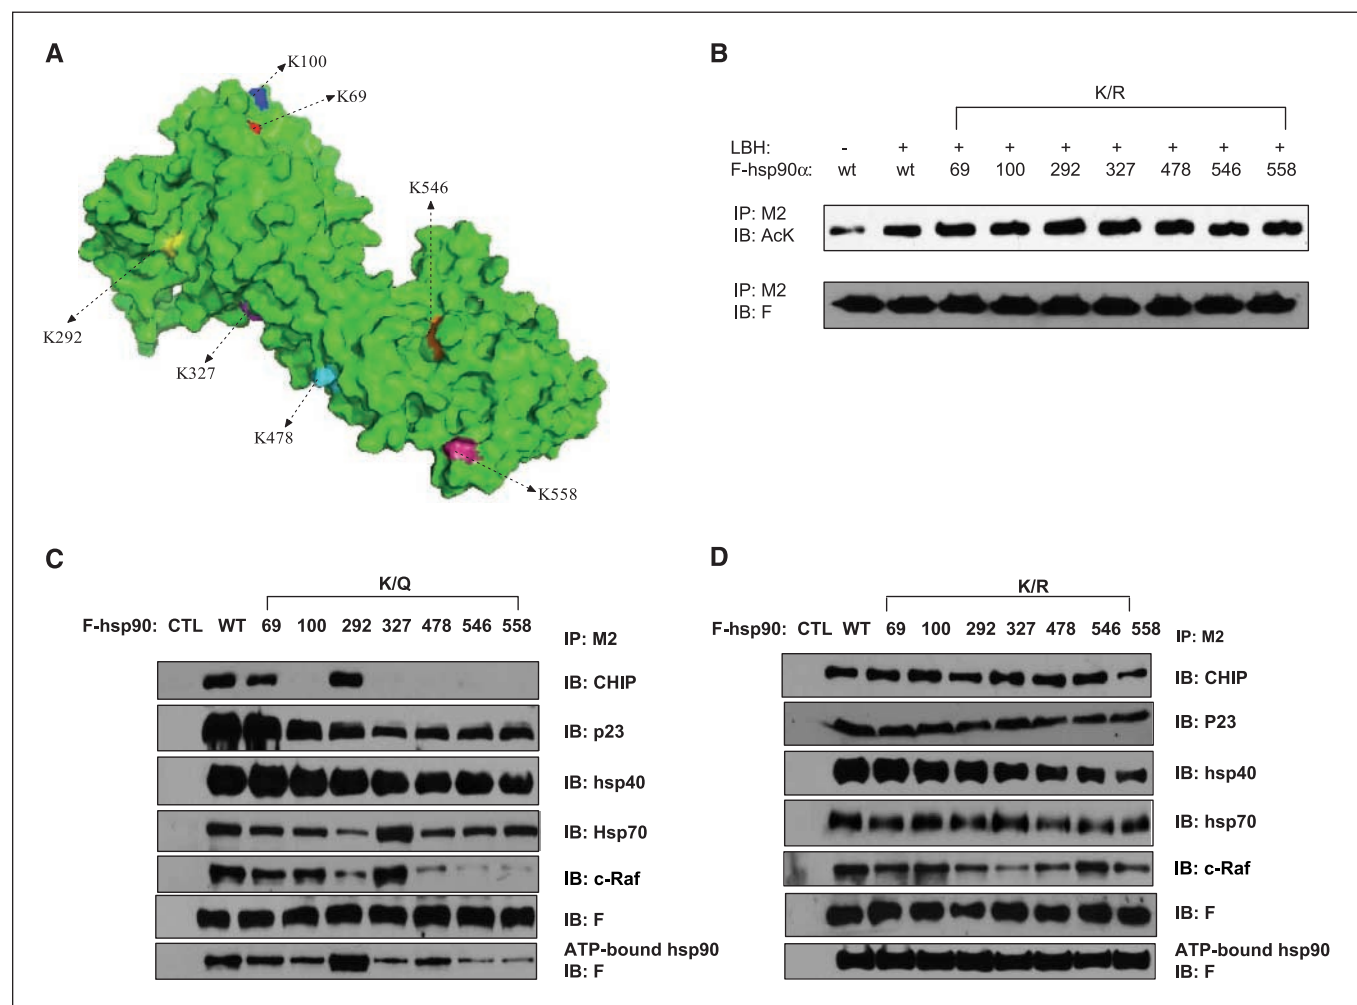 A
K100
K69
K546
K292
K327
K478
K558
B
K/R
LBH: - + + + + + + + +
F-hsp90α: wt wt 69 100 292 327 478 546 558
IP: M2
IB: AcK
IP: M2
IB: F
C
K/Q
F-hsp90: CTL WT 69 100 292 327 478 546 558
IP: M2
IB: CHIP
IB: p23
IB: hsp40
IB: Hsp70
IB: c-Raf
IB: F
ATP-bound hsp90
IB: F
D
K/R
F-hsp90: CTL WT 69 100 292 327 478 546 558
IP: M2
IB: CHIP
IB: P23
IB: hsp40
IB: hsp70
IB: c-Raf
IB: F
ATP-bound hsp90
IB: F